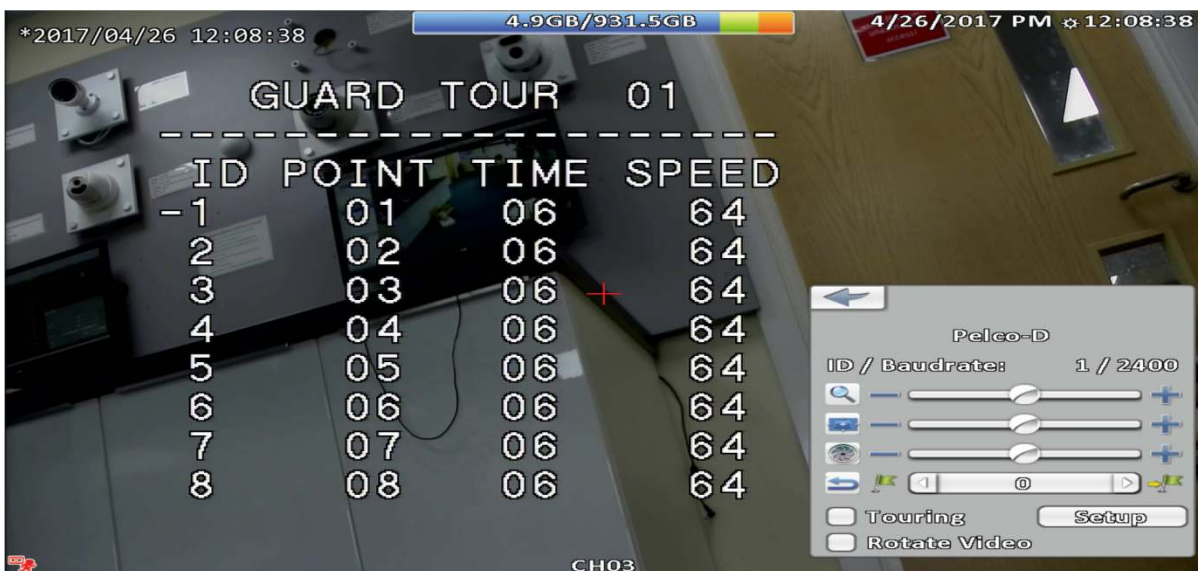 *2017/04/26 12:08:38
4.9GB/931.5GB
4/26/2017 PM 12:08:38
access!
GUARD TOUR 01
--------------------
ID POINT TIME SPEED
-1 01 06 64
2 02 06 64
3 03 06 64
4 04 06 64
5 05 06 64
6 06 06 64
7 07 06 64
8 08 06 64
Pelco-D
ID / Baudrate: 1 / 2400
0
Touring
Setup
Rotate Video
CH03